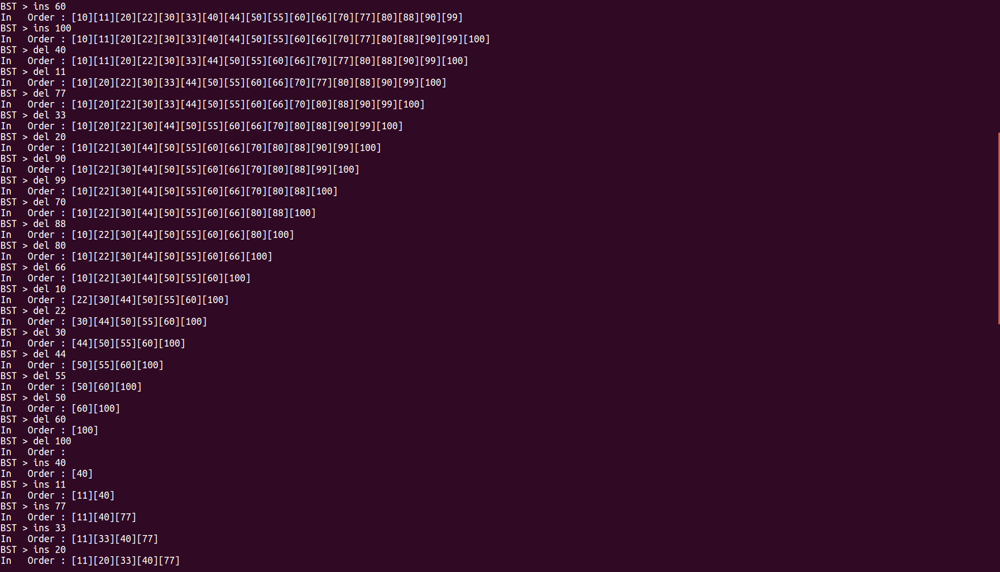 BST > ins 60
In   Order : [10][11][20][22][30][33][40][44][50][55][60][66][70][77][80][88][90][99]
BST > ins 100
In   Order : [10][11][20][22][30][33][40][44][50][55][60][66][70][77][80][88][90][99][100]
BST > del 40
In   Order : [10][11][20][22][30][33][44][50][55][60][66][70][77][80][88][90][99][100]
BST > del 11
In   Order : [10][20][22][30][33][44][50][55][60][66][70][77][80][88][90][99][100]
BST > del 77
In   Order : [10][20][22][30][33][44][50][55][60][66][70][80][88][90][99][100]
BST > del 33
In   Order : [10][20][22][30][44][50][55][60][66][70][80][88][90][99][100]
BST > del 20
In   Order : [10][22][30][44][50][55][60][66][70][80][88][90][99][100]
BST > del 90
In   Order : [10][22][30][44][50][55][60][66][70][80][88][99][100]
BST > del 99
In   Order : [10][22][30][44][50][55][60][66][70][80][88][100]
BST > del 70
In   Order : [10][22][30][44][50][55][60][66][80][88][100]
BST > del 88
In   Order : [10][22][30][44][50][55][60][66][80][100]
BST > del 80
In   Order : [10][22][30][44][50][55][60][66][100]
BST > del 66
In   Order : [10][22][30][44][50][55][60][100]
BST > del 10
In   Order : [22][30][44][50][55][60][100]
BST > del 22
In   Order : [30][44][50][55][60][100]
BST > del 30
In   Order : [44][50][55][60][100]
BST > del 44
In   Order : [50][55][60][100]
BST > del 55
In   Order : [50][60][100]
BST > del 50
In   Order : [60][100]
BST > del 60
In   Order : [100]
BST > del 100
In   Order :
BST > ins 40
In   Order : [40]
BST > ins 11
In   Order : [11][40]
BST > ins 77
In   Order : [11][40][77]
BST > ins 33
In   Order : [11][33][40][77]
BST > ins 20
In   Order : [11][20][33][40][77]